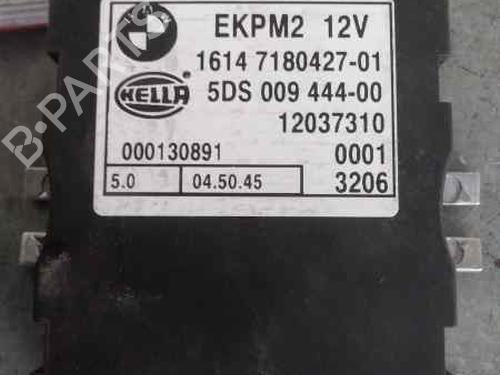 EKPM2 12V
1614 7180427-01
HELLA 5DS 009 444-00
12037310
000130891 0001
5.0 04.50.45 3206
B-PARTS